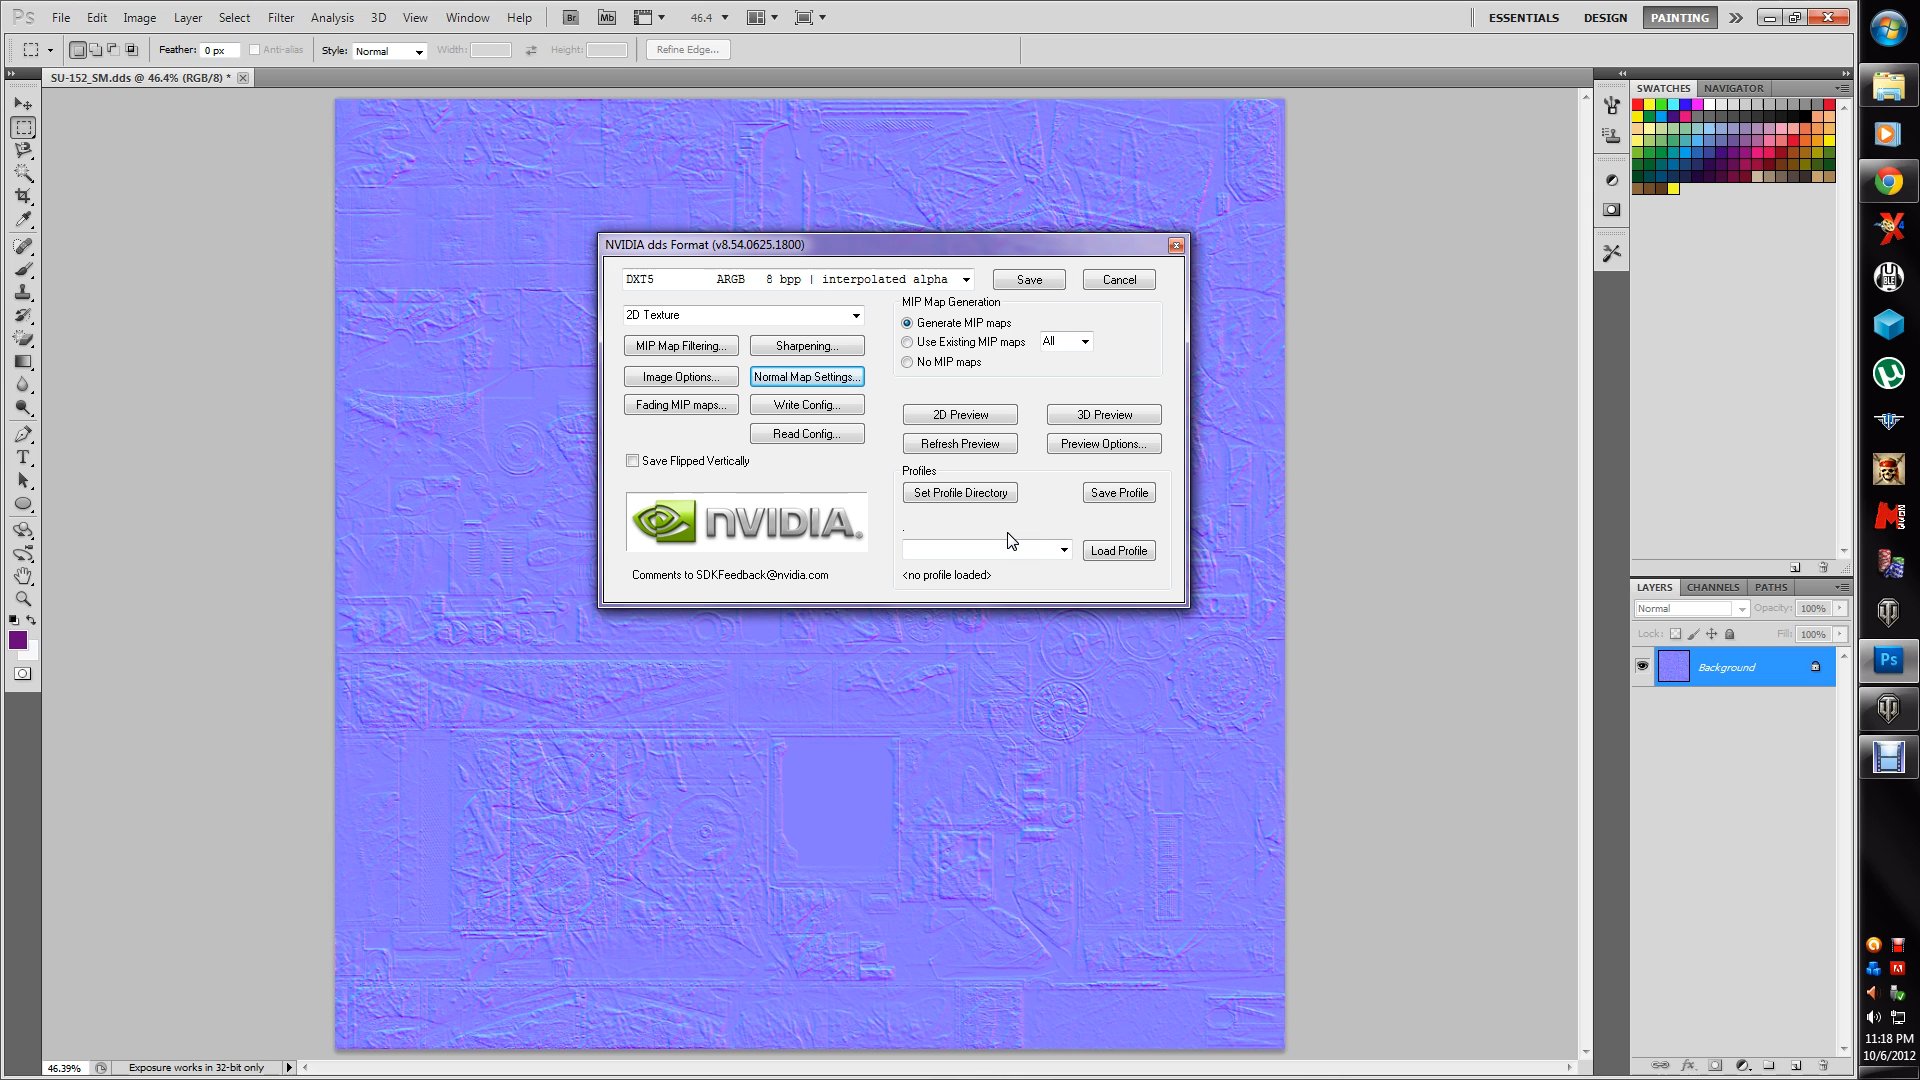 Ps File Edit Image Layer Select Filter Analysis 3D View Window Help Br Mb 46.4 ESSENTIALS DESIGN PAINTING
Feather: 0 px Anti-alias Style: Normal Width: Height: Refine Edge...
SU-152_SM.dds @ 46.4% (RGB/8) *
SWATCHES NAVIGATOR
NVIDIA dds Format (v8.54.0625.1800)
DXT5 ARGB 8 bpp | interpolated alpha
Save Cancel
MIP Map Generation
2D Texture
Generate MIP maps
Use Existing MIP maps All
No MIP maps
MIP Map Filtering... Sharpening...
Image Options... Normal Map Settings...
Fading MIP maps... Write Config...
Read Config...
2D Preview 3D Preview
Refresh Preview Preview Options...
Save Flipped Vertically
Profiles
Set Profile Directory Save Profile
.
Load Profile
<no profile loaded>
NVIDIA.
Comments to SDKFeedback@nvidia.com
LAYERS CHANNELS PATHS
Normal Opacity: 100%
Lock: Fill: 100%
Background
Ps
46.39% Exposure works in 32-bit only
11:18 PM
10/6/2012